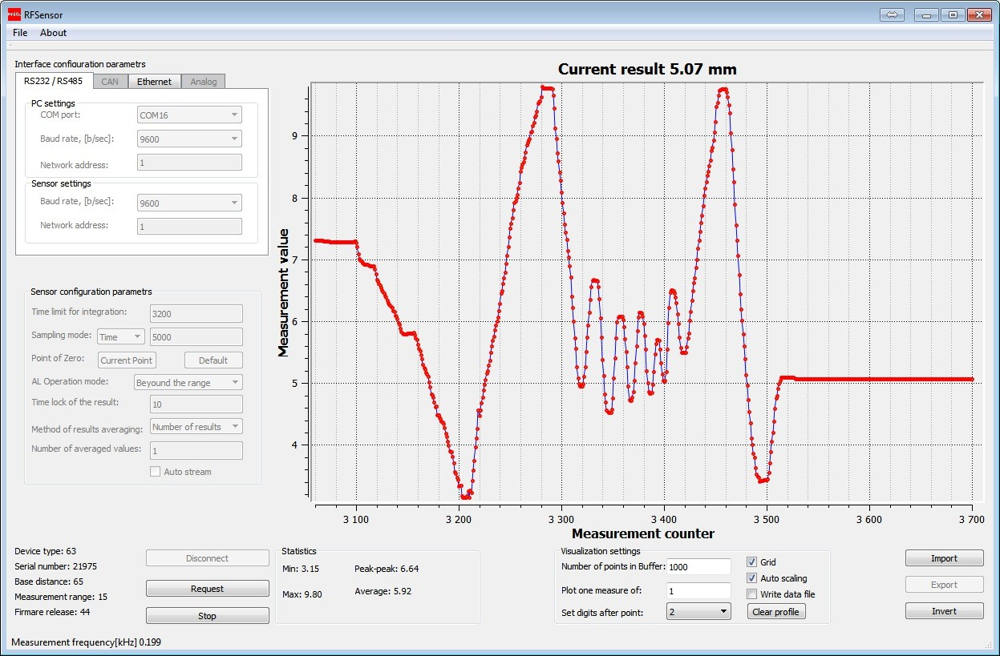 RFSensor
File About
Interface configuration parametrs
RS232 / RS485 CAN Ethernet Analog
PC settings
COM port: COM16
Baud rate, [b/sec]: 9600
Network address: 1
Sensor settings
Baud rate, [b/sec]: 9600
Network address: 1
Sensor configuration parametrs
Time limit for integration: 3200
Sampling mode: Time 5000
Point of Zero: Current Point Default
AL Operation mode: Beyound the range
Time lock of the result: 10
Method of results averaging: Number of results
Number of averaged values: 1
Auto stream
Current result 5.07 mm
Measurement value
9
8
7
6
5
4
3 100 3 200 3 300 3 400 3 500 3 600 3 700
Measurement counter
Device type: 63
Serial number: 21975
Base distance: 65
Measurement range: 15
Firmare release: 44
Disconnect
Request
Stop
Statistics
Min: 3.15 Peak-peak: 6.64
Max: 9.80 Average: 5.92
Visualization settings
Number of points in Buffer: 1000
Plot one measure of: 1
Set digits after point: 2
Grid
Auto scaling
Write data file
Clear profile
Import
Export
Invert
Measurement frequency[kHz] 0.199